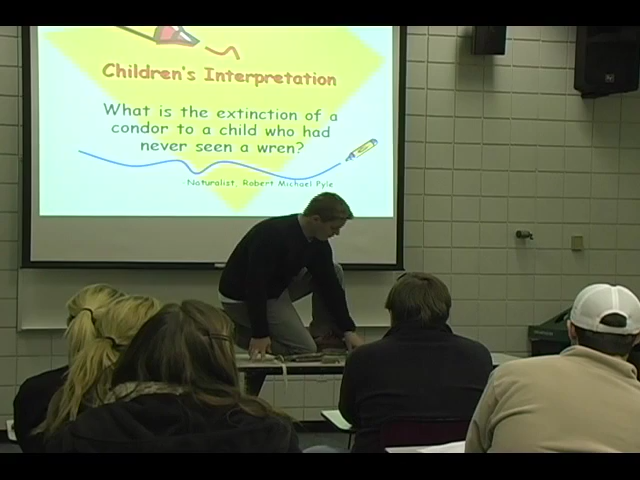 Children's Interpretation
What is the extinction of a
condor to a child who had
never seen a wren?
-Naturalist, Robert Michael Pyle